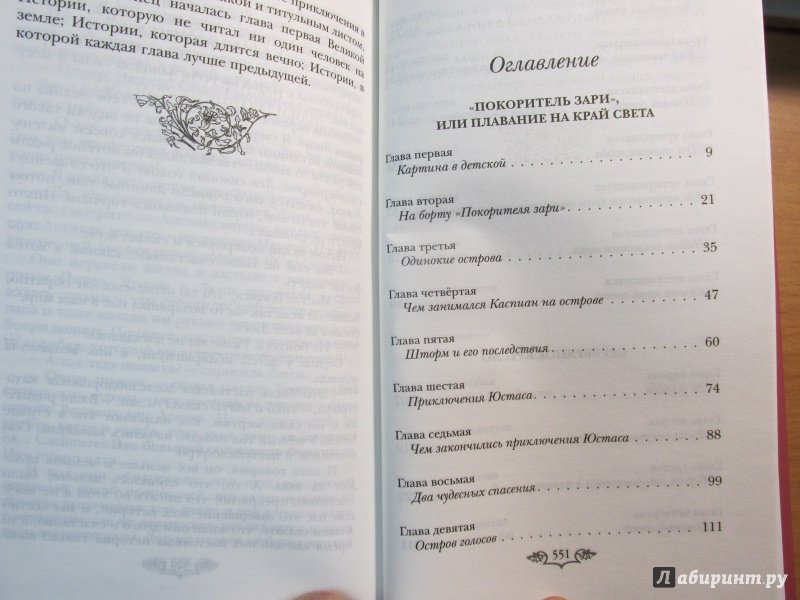 приключения в
кой и титульным листом.
ец началась глава первая Великой
Истории, которую не читал ни один человек на
земле; Истории, которая длится вечно; Истории, в
которой каждая глава лучше предыдущей.
Оглавление
«ПОКОРИТЕЛЬ ЗАРИ»,
ИЛИ ПЛАВАНИЕ НА КРАЙ СВЕТА
Глава первая
Картина в детской . . . . . . . . . . . . . . . . 9
Глава вторая
На борту «Покорителя зари» . . . . . . . . . . . . 21
Глава третья
Одинокие острова . . . . . . . . . . . . . . . . 35
Глава четвёртая
Чем занимался Каспиан на острове . . . . . . . . . 47
Глава пятая
Шторм и его последствия . . . . . . . . . . . . . 60
Глава шестая
Приключения Юстаса . . . . . . . . . . . . . . . 74
Глава седьмая
Чем закончились приключения Юстаса . . . . . . . 88
Глава восьмая
Два чудесных спасения . . . . . . . . . . . . . . 99
Глава девятая
Остров голосов . . . . . . . . . . . . . . . . . 111
551
Лабиринт.ру